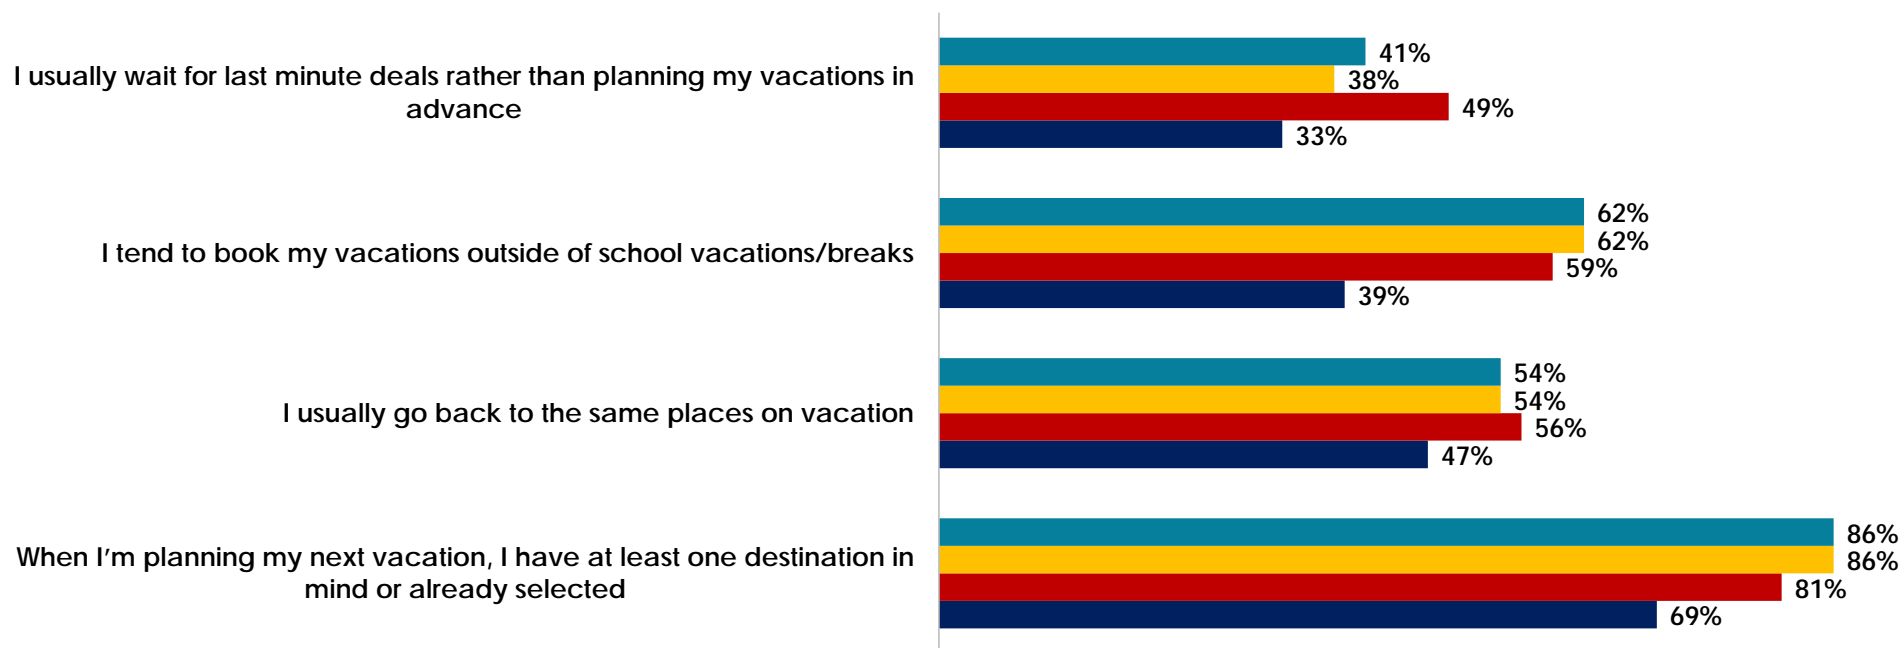 I usually wait for last minute deals rather than planning my vacations in
advance
41%
38%
49%
33%
I tend to book my vacations outside of school vacations/breaks
62%
62%
59%
39%
I usually go back to the same places on vacation
54%
54%
56%
47%
When I’m planning my next vacation, I have at least one destination in
mind or already selected
86%
86%
81%
69%